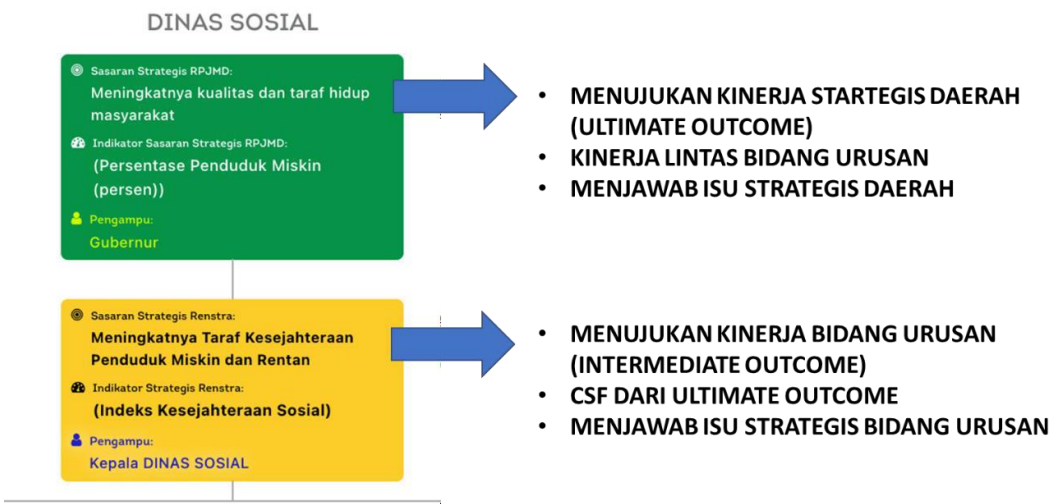 DINAS SOSIAL
Sasaran Strategis RPJMD:
Meningkatnya kualitas dan taraf hidup
masyarakat
Indikator Sasaran Strategis RPJMD:
(Persentase Penduduk Miskin
(persen))
Pengampu:
Gubernur
• MENUJUKAN KINERJA STARTEGIS DAERAH
(ULTIMATE OUTCOME)
• KINERJA LINTAS BIDANG URUSAN
• MENJAWAB ISU STRATEGIS DAERAH
Sasaran Strategis Renstra:
Meningkatnya Taraf Kesejahteraan
Penduduk Miskin dan Rentan
Indikator Strategis Renstra:
(Indeks Kesejahteraan Sosial)
Pengampu:
Kepala DINAS SOSIAL
• MENUJUKAN KINERJA BIDANG URUSAN
(INTERMEDIATE OUTCOME)
• CSF DARI ULTIMATE OUTCOME
• MENJAWAB ISU STRATEGIS BIDANG URUSAN